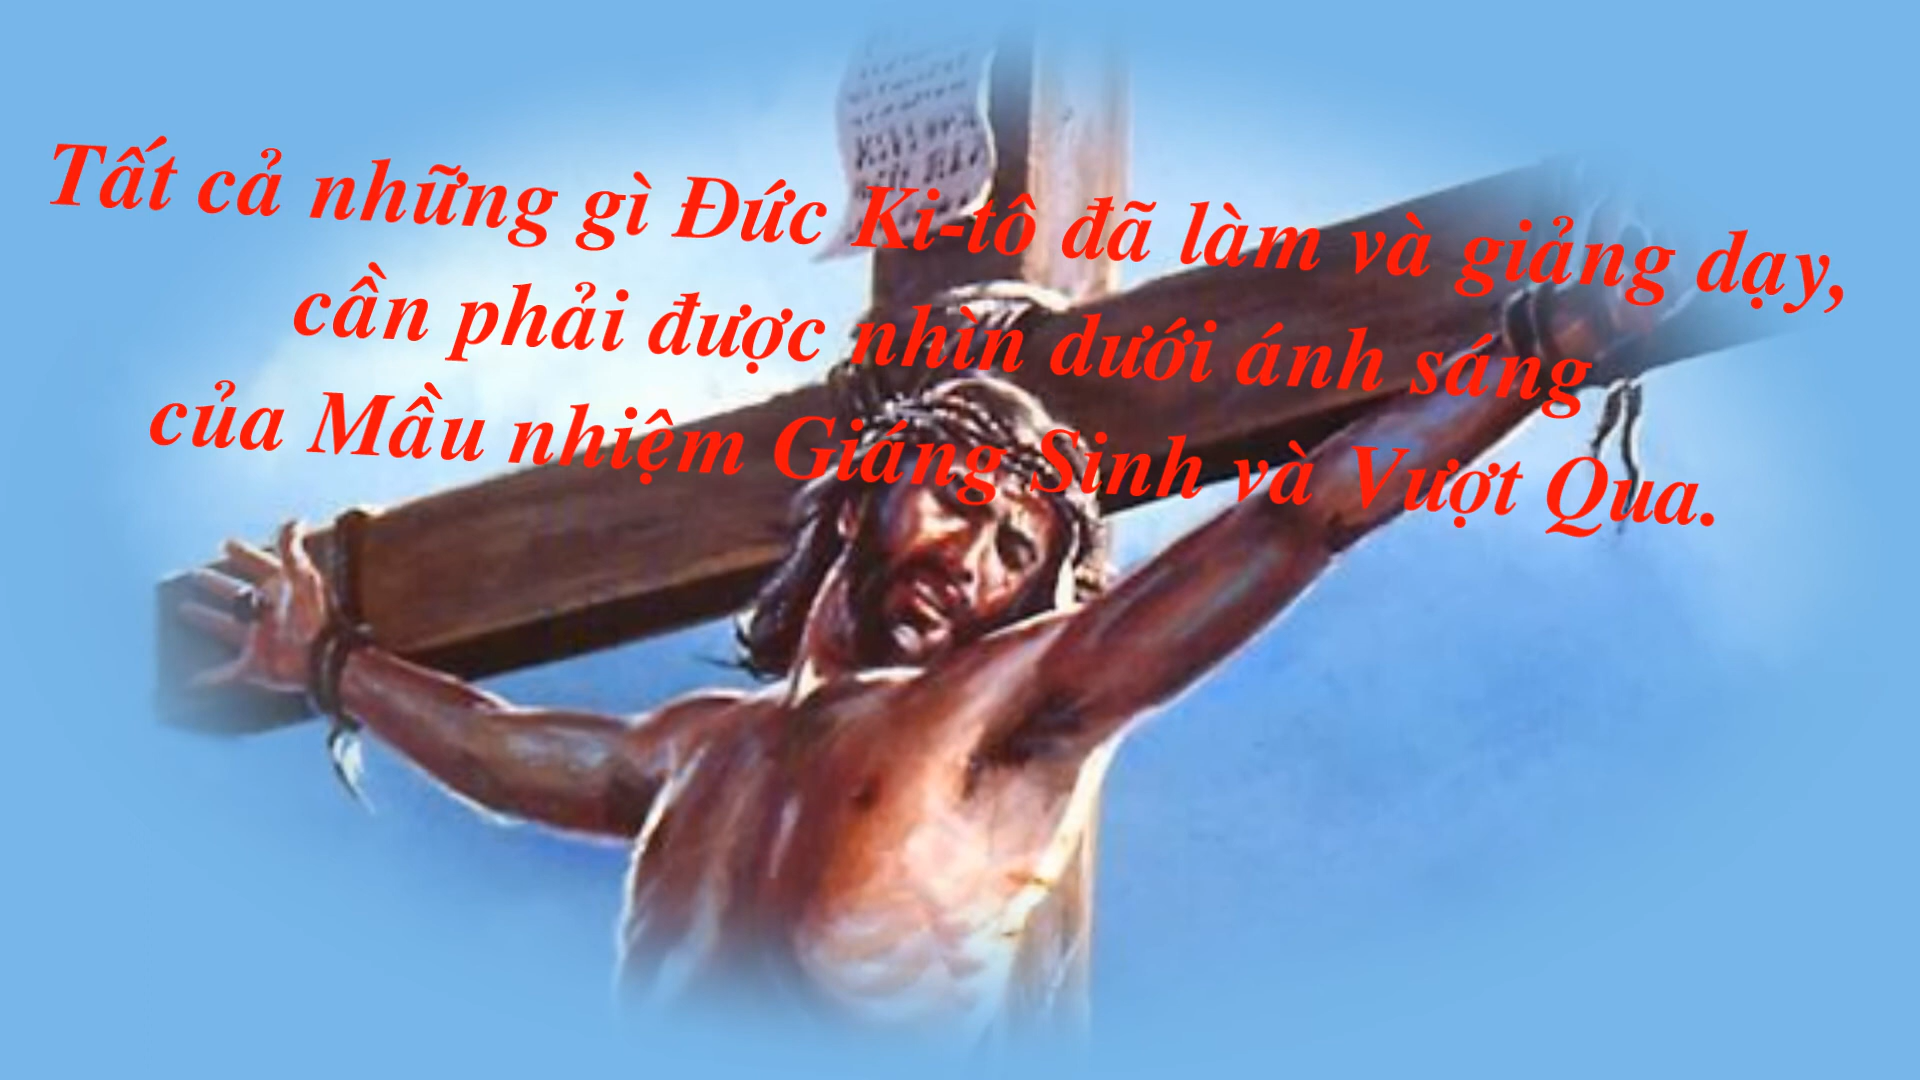 Tất cả những gì Đức Ki-tô đã làm và giảng dạy,
cần phải được nhìn dưới ánh sáng
của Mầu nhiệm Giáng Sinh và Vượt Qua.